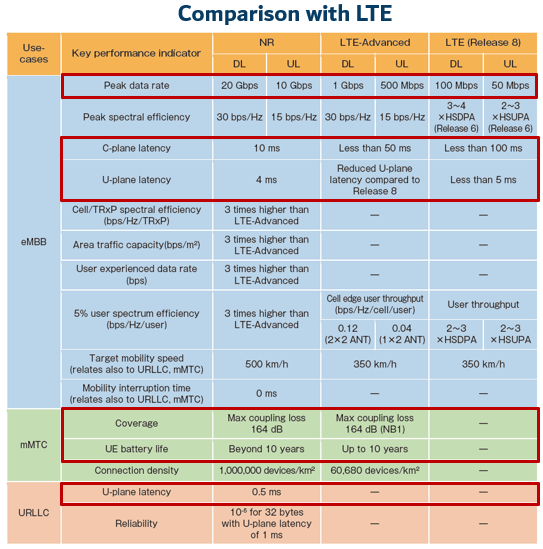 Comparison with LTE
Use-cases Key performance indicator NR LTE-Advanced LTE (Release 8)
DL UL DL UL DL UL
eMBB
Peak data rate 20 Gbps 10 Gbps 1 Gbps 500 Mbps 100 Mbps 50 Mbps
Peak spectral efficiency 30 bps/Hz 15 bps/Hz 30 bps/Hz 15 bps/Hz 3~4 ×HSDPA (Release 6) 2~3 ×HSUPA (Release 6)
C-plane latency 10 ms Less than 50 ms Less than 100 ms
U-plane latency 4 ms Reduced U-plane latency compared to Release 8 Less than 5 ms
Cell/TRxP spectral efficiency (bps/Hz/TRxP) 3 times higher than LTE-Advanced — —
Area traffic capacity(bps/m²) 3 times higher than LTE-Advanced — —
User experienced data rate (bps) 3 times higher than LTE-Advanced — —
5% user spectrum efficiency (bps/Hz/user) 3 times higher than LTE-Advanced Cell edge user throughput (bps/Hz/cell/user) User throughput
0.12 (2×2 ANT) 0.04 (1×2 ANT) 2~3 ×HSDPA 2~3 ×HSUPA
Target mobility speed (relates also to URLLC, mMTC) 500 km/h 350 km/h 350 km/h
Mobility interruption time (relates also to URLLC, mMTC) 0 ms — —
mMTC
Coverage Max coupling loss 164 dB Max coupling loss 164 dB (NB1) —
UE battery life Beyond 10 years Up to 10 years —
Connection density 1,000,000 devices/km² 60,680 devices/km² —
URLLC
U-plane latency 0.5 ms — —
Reliability 10⁻⁶ for 32 bytes with U-plane latency of 1 ms — —